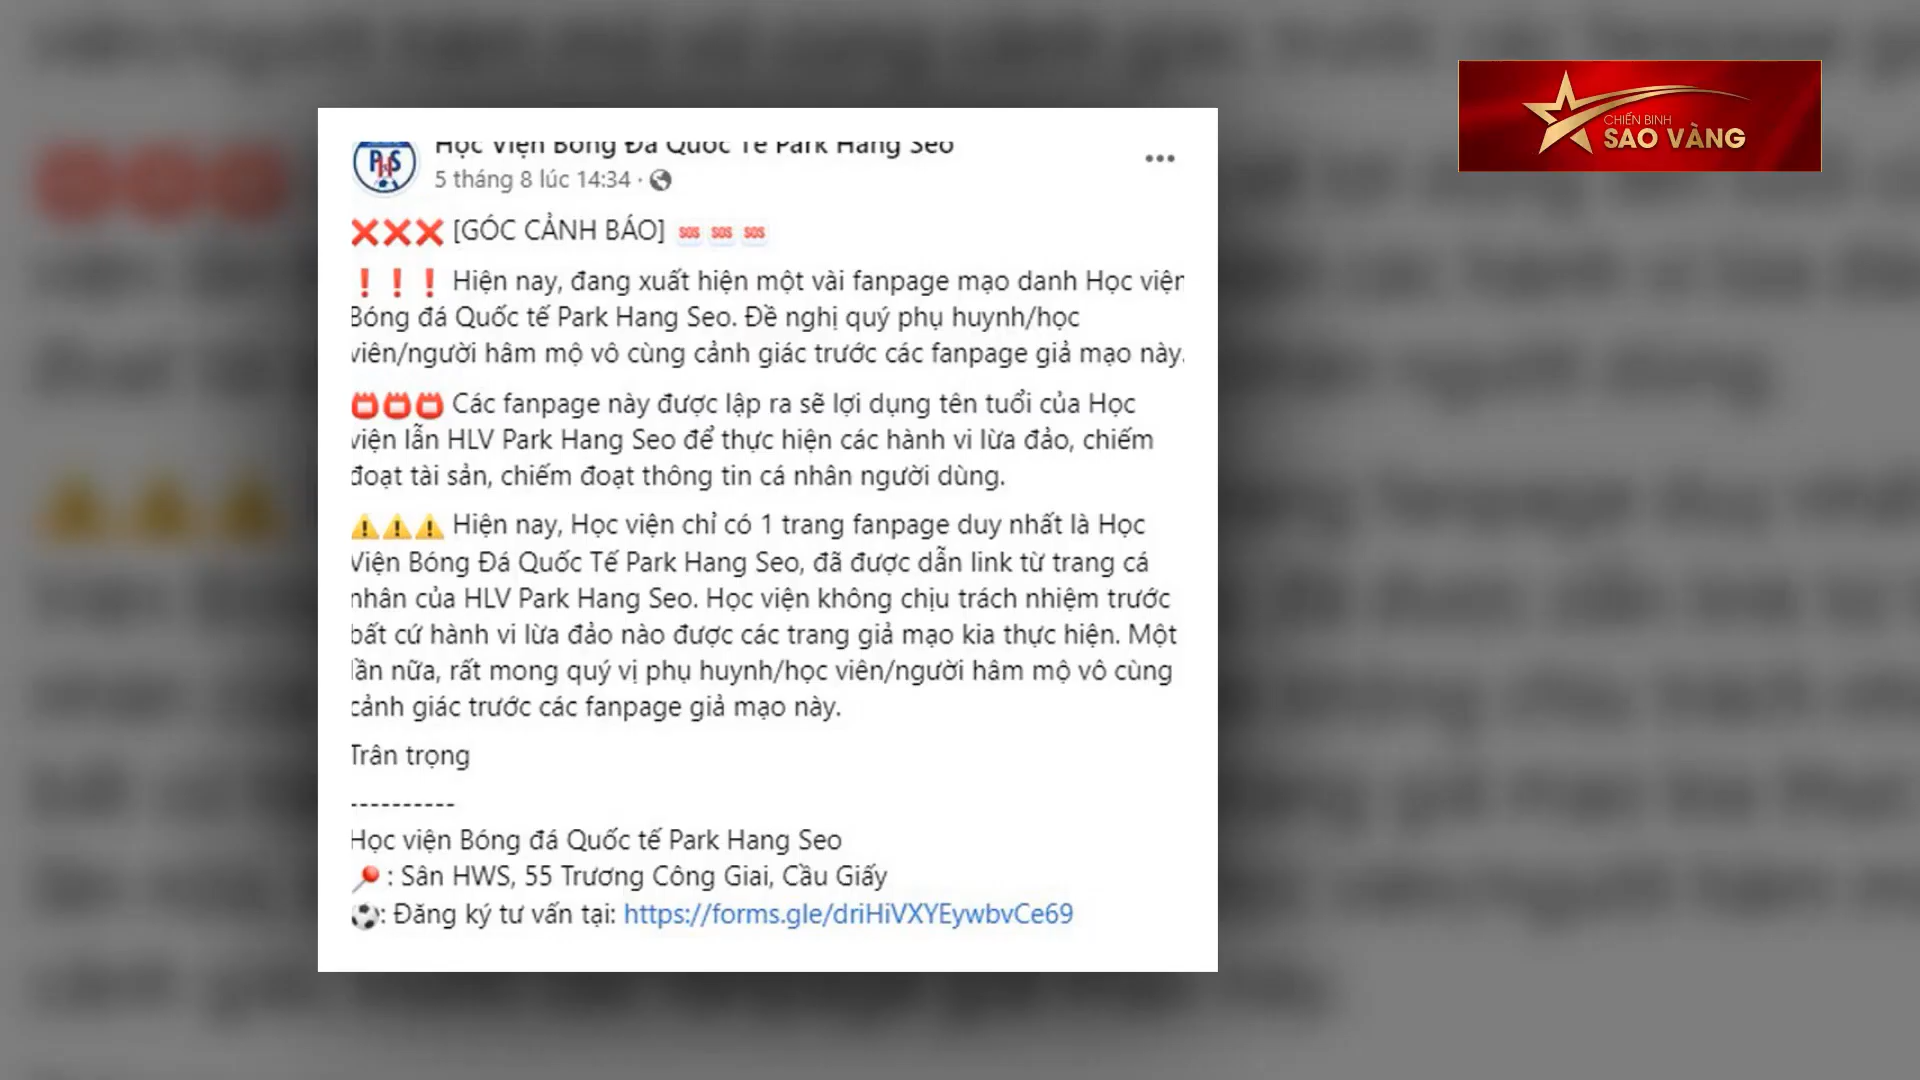 Học Viện Bóng Đá Quốc Tế Park Hang Seo
5 tháng 8 lúc 14:34 ·
❌❌❌ [GÓC CẢNH BÁO] 🆘🆘🆘
❗❗❗ Hiện nay, đang xuất hiện một vài fanpage mạo danh Học viện
Bóng đá Quốc tế Park Hang Seo. Đề nghị quý phụ huynh/học
viên/người hâm mộ vô cùng cảnh giác trước các fanpage giả mạo này.
📛📛📛 Các fanpage này được lập ra sẽ lợi dụng tên tuổi của Học
viện lẫn HLV Park Hang Seo để thực hiện các hành vi lừa đảo, chiếm
đoạt tài sản, chiếm đoạt thông tin cá nhân người dùng.
⚠️⚠️⚠️ Hiện nay, Học viện chỉ có 1 trang fanpage duy nhất là Học
Viện Bóng Đá Quốc Tế Park Hang Seo, đã được dẫn link từ trang cá
nhân của HLV Park Hang Seo. Học viện không chịu trách nhiệm trước
bất cứ hành vi lừa đảo nào được các trang giả mạo kia thực hiện. Một
lần nữa, rất mong quý vị phụ huynh/học viên/người hâm mộ vô cùng
cảnh giác trước các fanpage giả mạo này.
Trân trọng
----------
Học viện Bóng đá Quốc tế Park Hang Seo
📍 : Sân HWS, 55 Trương Công Giai, Cầu Giấy
⚽: Đăng ký tư vấn tại: https://forms.gle/driHiVXYEywbvCe69
CHIẾN BINH
SAO VÀNG